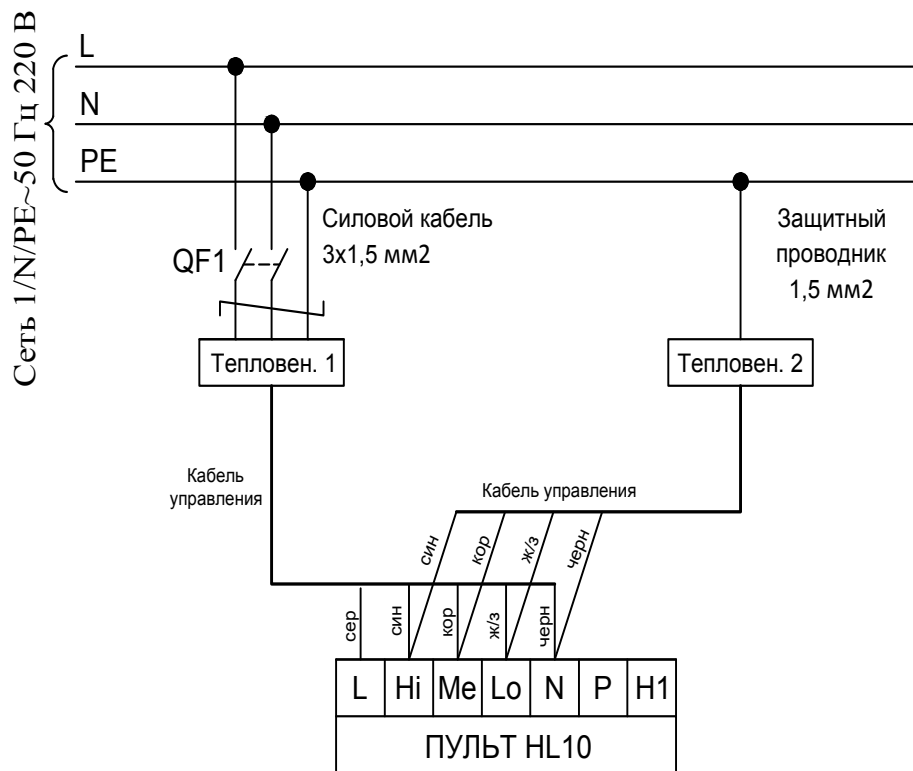 Сеть 1/N/PE~50 Гц 220 В
L
N
PE
Силовой кабель
3х1,5 мм2
Защитный
проводник
1,5 мм2
QF1
Тепловен. 1
Тепловен. 2
Кабель
управления
Кабель управления
син
кор
ж/з
черн
сер
син
кор
ж/з
черн
L Hi Me Lo N P H1
ПУЛЬТ HL10